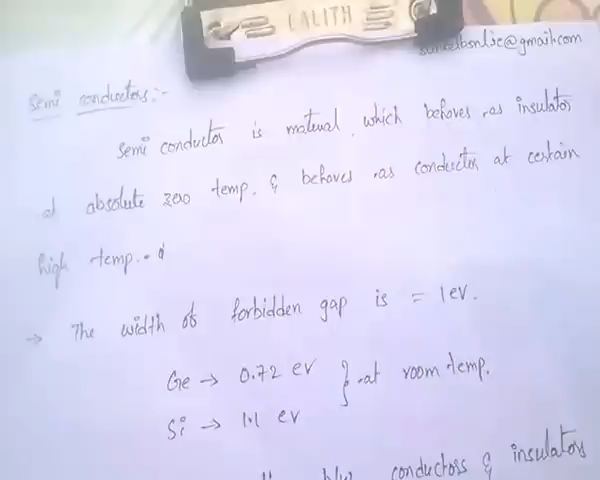 LALITH
@gmail.com
Semi conductors:-
Semi conductor is material which behaves as insulator
at absolute zero temp. & behaves as conductor at certain
high temp.
→ The width of forbidden gap is = 1ev.
Ge → 0.72 ev } at room temp.
Si → 1.1 ev
conductors & insulators